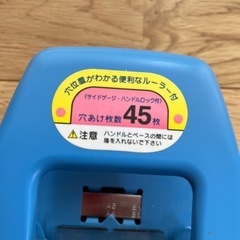 穴位置がわかる便利なルーラー付
(サイドゲージ・ハンドルロック付)
穴あけ枚数45枚
⚠注意 ハンドルとベースの間には
指を入れないで下さい